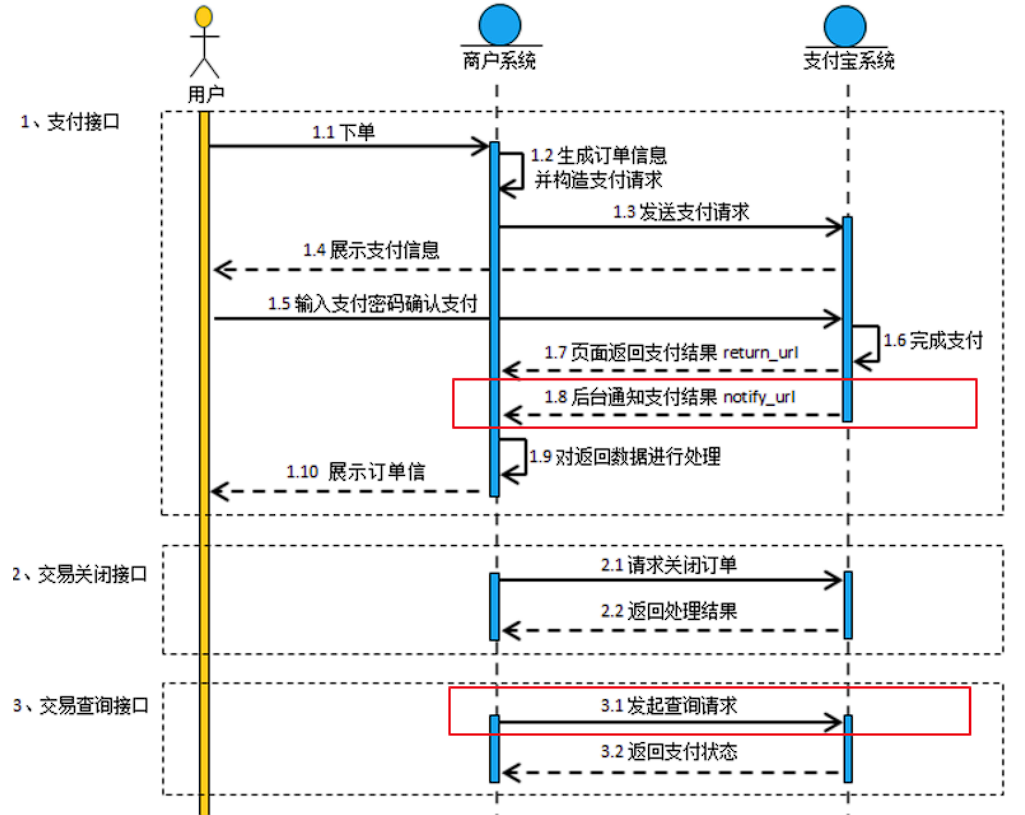 用户
商户系统
支付宝系统
1、支付接口
1.1 下单
1.2 生成订单信息
并构造支付请求
1.3 发送支付请求
1.4 展示支付信息
1.5 输入支付密码确认支付
1.6 完成支付
1.7 页面返回支付结果 return_url
1.8 后台通知支付结果 notify_url
1.9 对返回数据进行处理
1.10 展示订单信
2、交易关闭接口
2.1 请求关闭订单
2.2 返回处理结果
3、交易查询接口
3.1 发起查询请求
3.2 返回支付状态